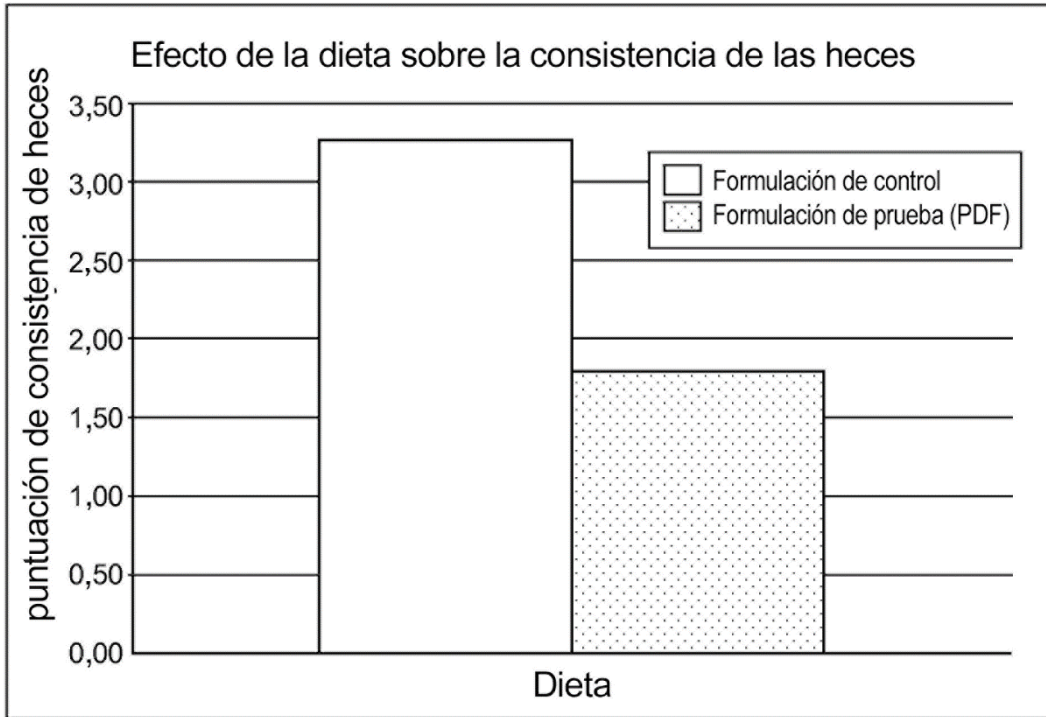 Efecto de la dieta sobre la consistencia de las heces
puntuación de consistencia de heces
3,50
3,00
2,50
2,00
1,50
1,00
0,50
0,00
Formulación de control
Formulación de prueba (PDF)
Dieta